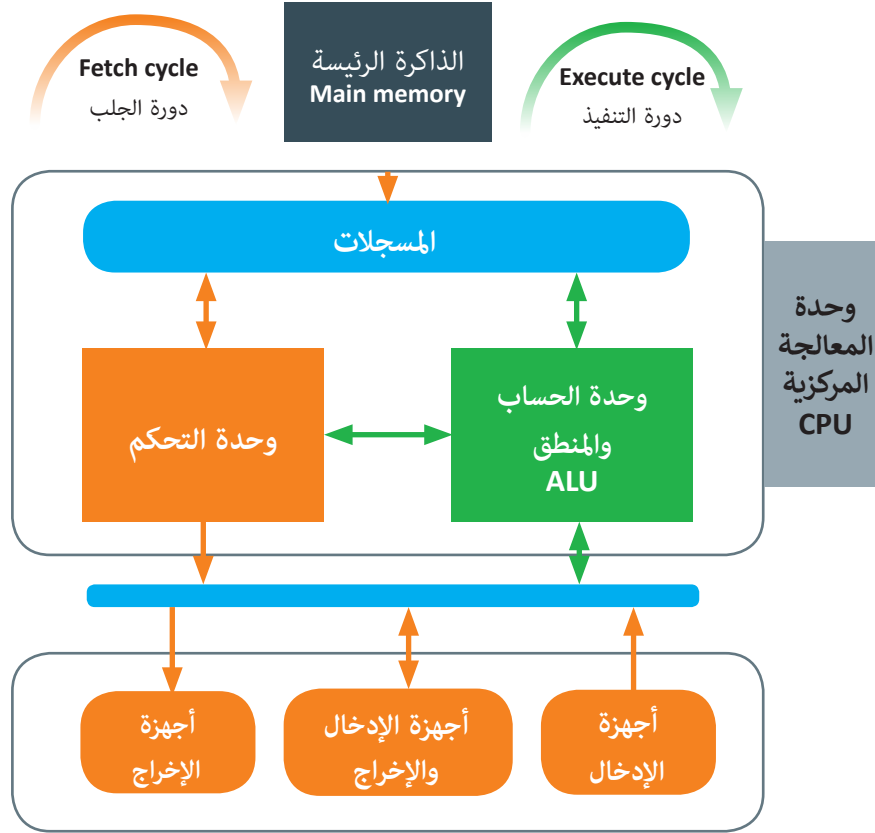 Fetch cycle
دورة الجلب
الذاكرة الرئيسة
Main memory
Execute cycle
دورة التنفيذ
المسجلات
وحدة
المعالجة
المركزية
CPU
وحدة التحكم
وحدة الحساب
والمنطق
ALU
أجهزة
الإخراج
أجهزة الإدخال
والإخراج
أجهزة
الإدخال